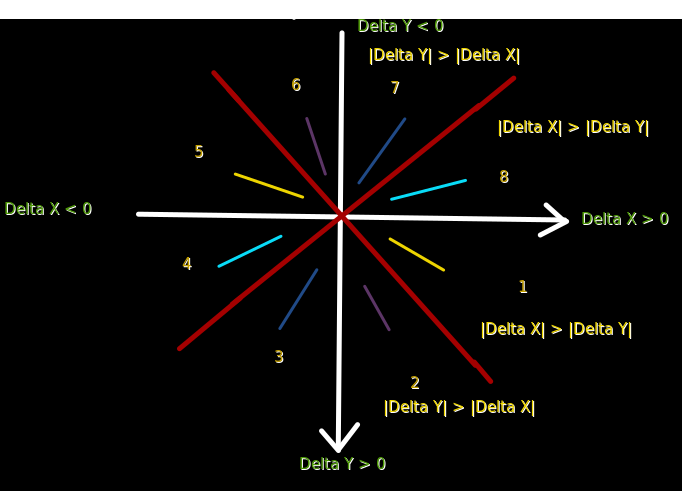 Delta Y < 0
|Delta Y| > |Delta X|
6
7
|Delta X| > |Delta Y|
5
8
Delta X < 0
Delta X > 0
4
1
|Delta X| > |Delta Y|
3
2
|Delta Y| > |Delta X|
Delta Y > 0